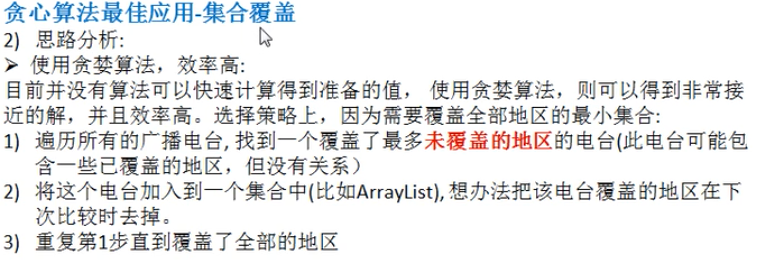 贪心算法最佳应用-集合覆盖
2) 思路分析:
➤ 使用贪婪算法，效率高:
目前并没有算法可以快速计算得到准备的值， 使用贪婪算法，则可以得到非常接
近的解，并且效率高。选择策略上，因为需要覆盖全部地区的最小集合:
1) 遍历所有的广播电台, 找到一个覆盖了最多未覆盖的地区的电台(此电台可能包
含一些已覆盖的地区，但没有关系）
2) 将这个电台加入到一个集合中(比如ArrayList), 想办法把该电台覆盖的地区在下
次比较时去掉。
3) 重复第1步直到覆盖了全部的地区